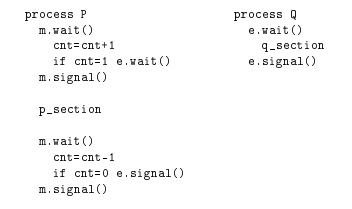 process P
m.wait()
cnt=cnt+1
if cnt=1 e.wait()
m.signal()
p_section
m.wait()
cnt=cnt-1
if cnt=0 e.signal()
m.signal()
process Q
e.wait()
q_section
e.signal()